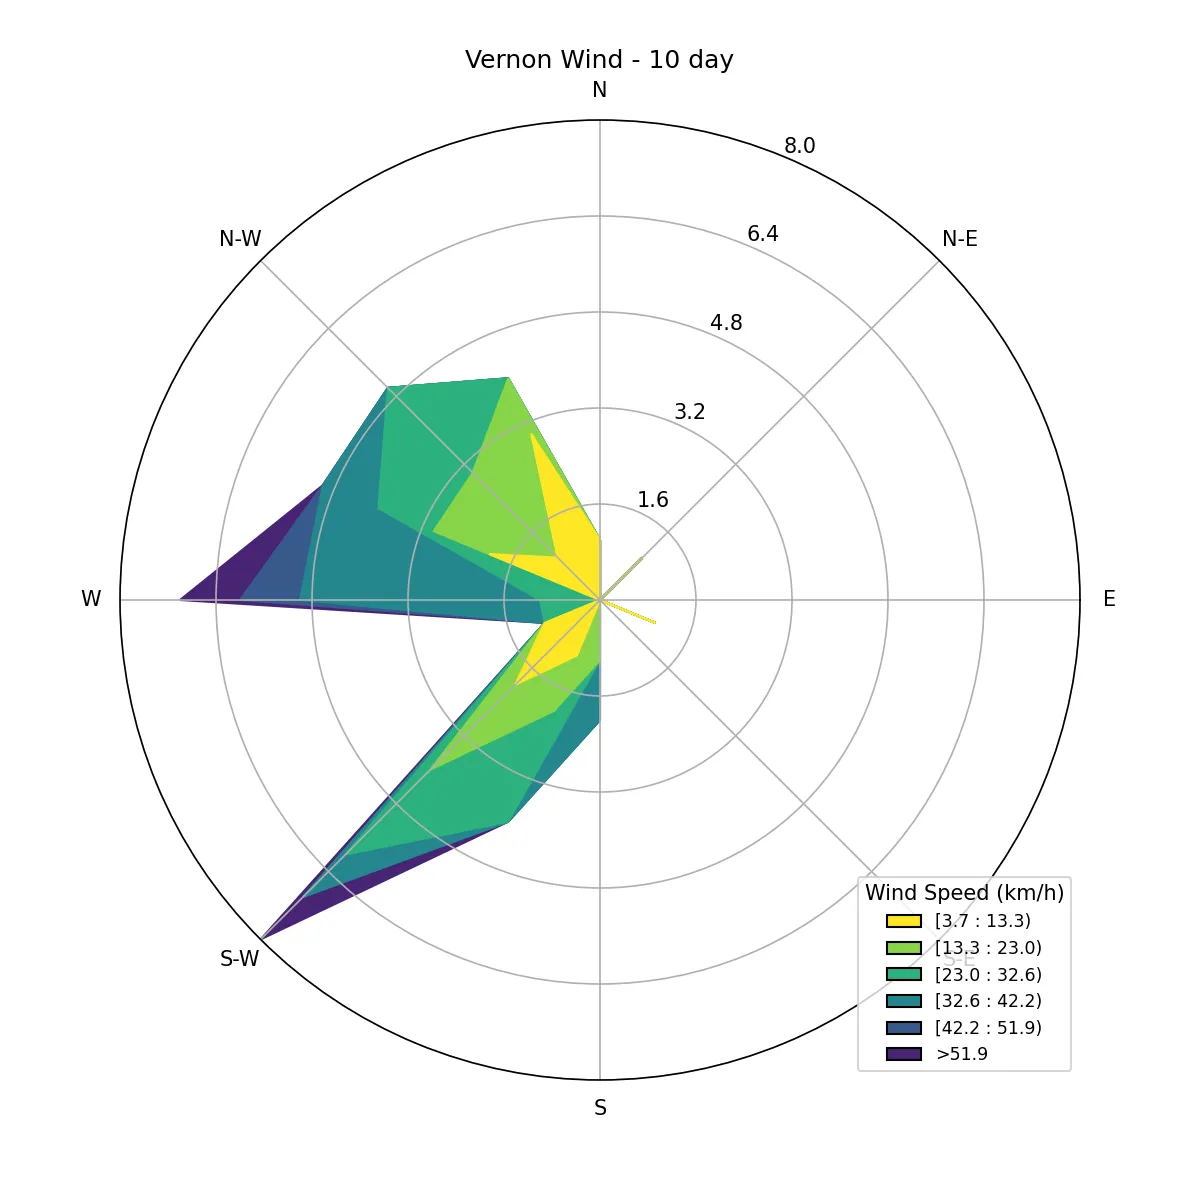 Vernon Wind - 10 day
N
8.0
N-W
6.4
N-E
4.8
3.2
1.6
W
E
S-W
S-E
S
Wind Speed (km/h)
[3.7 : 13.3)
[13.3 : 23.0)
[23.0 : 32.6)
[32.6 : 42.2)
[42.2 : 51.9)
>51.9